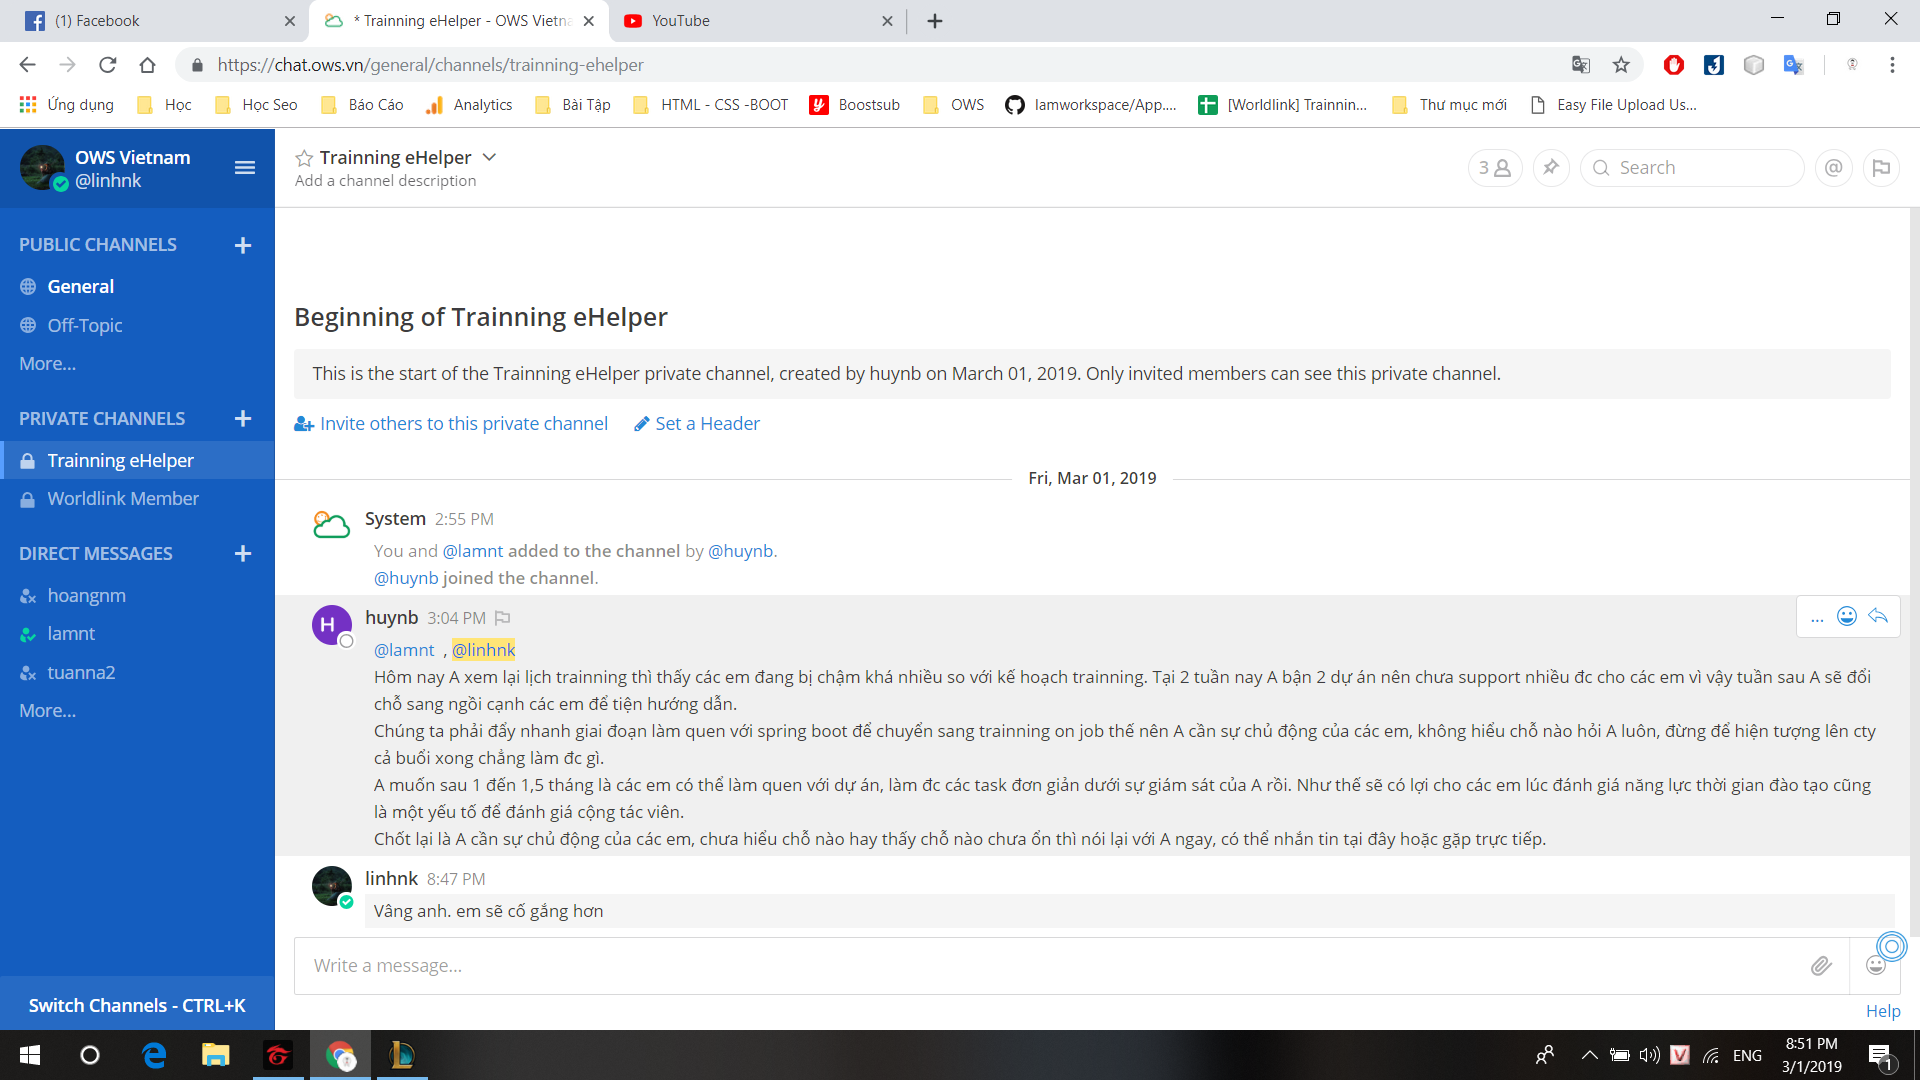 (1) Facebook
* Trainning eHelper - OWS Vietna
YouTube
https://chat.ows.vn/general/channels/trainning-ehelper
Ứng dụng
Học
Học Seo
Báo Cáo
Analytics
Bài Tập
HTML - CSS -BOOT
Boostsub
OWS
lamworkspace/App....
[Worldlink] Trainnin...
Thư mục mới
Easy File Upload Us...
OWS Vietnam
@linhnk
Trainning eHelper
Add a channel description
3
Search
PUBLIC CHANNELS
General
Off-Topic
More...
PRIVATE CHANNELS
Trainning eHelper
Worldlink Member
DIRECT MESSAGES
hoangnm
lamnt
tuanna2
More...
Switch Channels - CTRL+K
Beginning of Trainning eHelper
This is the start of the Trainning eHelper private channel, created by huynb on March 01, 2019. Only invited members can see this private channel.
Invite others to this private channel
Set a Header
Fri, Mar 01, 2019
System 2:55 PM
You and @lamnt added to the channel by @huynb.
@huynb joined the channel.
H
huynb 3:04 PM
@lamnt , @linhnk
Hôm nay A xem lại lịch trainning thì thấy các em đang bị chậm khá nhiều so với kế hoạch trainning. Tại 2 tuần nay A bận 2 dự án nên chưa support nhiều đc cho các em vì vậy tuần sau A sẽ đổi
chỗ sang ngồi cạnh các em để tiện hướng dẫn.
Chúng ta phải đẩy nhanh giai đoạn làm quen với spring boot để chuyển sang trainning on job thế nên A cần sự chủ động của các em, không hiểu chỗ nào hỏi A luôn, đừng để hiện tượng lên cty
cả buổi xong chẳng làm đc gì.
A muốn sau 1 đến 1,5 tháng là các em có thể làm quen với dự án, làm đc các task đơn giản dưới sự giám sát của A rồi. Như thế sẽ có lợi cho các em lúc đánh giá năng lực thời gian đào tạo cũng
là một yếu tố để đánh giá cộng tác viên.
Chốt lại là A cần sự chủ động của các em, chưa hiểu chỗ nào hay thấy chỗ nào chưa ổn thì nói lại với A ngay, có thể nhắn tin tại đây hoặc gặp trực tiếp.
linhnk 8:47 PM
Vâng anh. em sẽ cố gắng hơn
Write a message...
Help
ENG
8:51 PM
3/1/2019
1